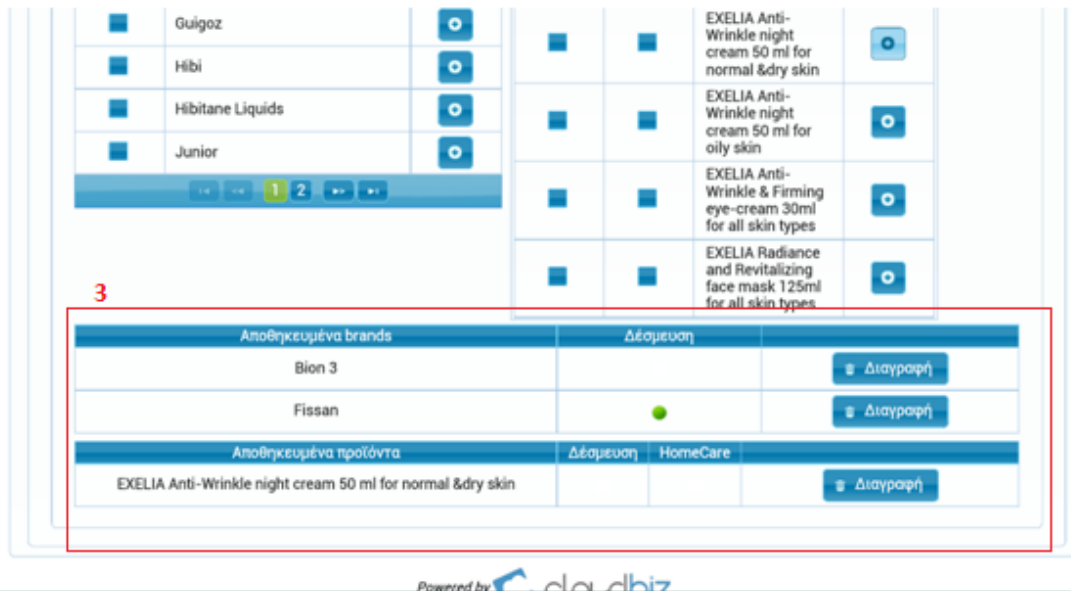 Guigoz
Hibi
Hibitane Liquids
Junior
1 2
EXELIA Anti-
Wrinkle night
cream 50 ml for
normal &dry skin
EXELIA Anti-
Wrinkle night
cream 50 ml for
oily skin
EXELIA Anti-
Wrinkle & Firming
eye-cream 30ml
for all skin types
EXELIA Radiance
and Revitalizing
face mask 125ml
for all skin types
3
Αποθηκευμένα brands Δέσμευση
Bion 3 Διαγραφή
Fissan Διαγραφή
Αποθηκευμένα προϊόντα Δέσμευση HomeCare
EXELIA Anti-Wrinkle night cream 50 ml for normal &dry skin Διαγραφή
Powered by cloudbiz